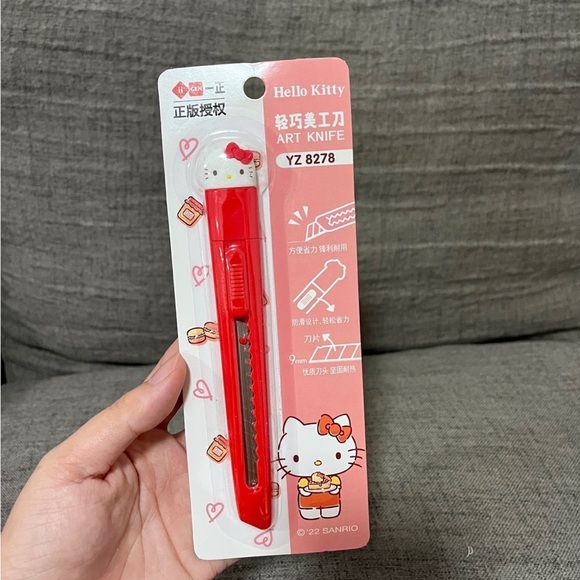 CEN 一正
正版授权
Hello Kitty
轻巧美工刀
ART KNIFE
YZ 8278
方便省力 锋利耐用
防滑设计、轻松省力
刀片
9mm
优质刀头 坚固耐热
©'22 SANRIO